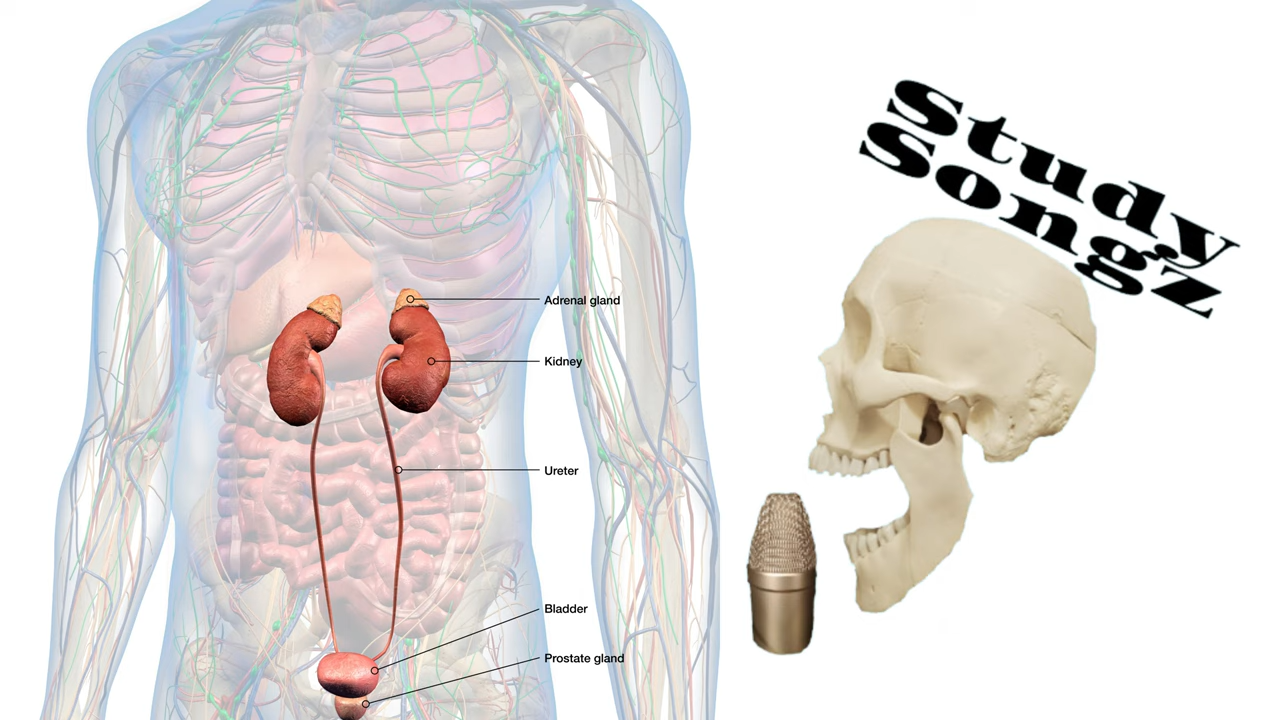 Study
Songz
Adrenal gland
Kidney
Ureter
Bladder
Prostate gland